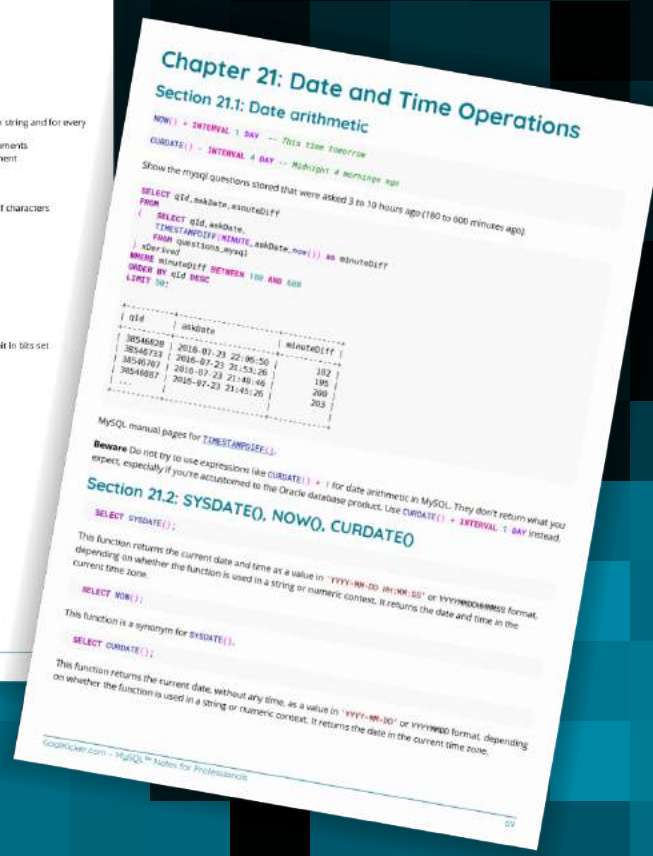 string and for every
ments
ment
f characters
it in bits set
Chapter 21: Date and Time Operations
Section 21.1: Date arithmetic
NOW() + INTERVAL 1 DAY -- This time tomorrow
CURDATE() - INTERVAL 4 DAY -- Midnight 4 mornings ago
Show the mysql questions stored that were asked 3 to 10 hours ago (180 to 600 minutes ago):
SELECT qId,askDate,minuteDiff
FROM
( SELECT qId,askDate,
TIMESTAMPDIFF(MINUTE,askDate,now()) as minuteDiff
FROM questions_mysql
) xDerived
WHERE minuteDiff BETWEEN 180 AND 600
ORDER BY qId DESC
LIMIT 50;
+----------+---------------------+------------+
| qId | askDate | minuteDiff |
+----------+---------------------+------------+
| 38546828 | 2016-07-23 22:06:50 | 182 |
| 38546733 | 2016-07-23 21:53:26 | 195 |
| 38546707 | 2016-07-23 21:48:46 | 200 |
| 38546687 | 2016-07-23 21:45:26 | 203 |
| ... | | |
+----------+---------------------+------------+
MySQL manual pages for TIMESTAMPDIFF().
Beware Do not try to use expressions like CURDATE() + 1 for date arithmetic in MySQL. They don't return what you
expect, especially if you're accustomed to the Oracle database product. Use CURDATE() + INTERVAL 1 DAY instead.
Section 21.2: SYSDATE(), NOW(), CURDATE()
SELECT SYSDATE();
This function returns the current date and time as a value in 'YYYY-MM-DD HH:MM:SS' or YYYYMMDDHHMMSS format,
depending on whether the function is used in a string or numeric context. It returns the date and time in the
current time zone.
SELECT NOW();
This function is a synonym for SYSDATE().
SELECT CURDATE();
This function returns the current date, without any time, as a value in 'YYYY-MM-DD' or YYYYMMDD format, depending
on whether the function is used in a string or numeric context. It returns the date in the current time zone.
GoalKicker.com – MySQL™ Notes for Professionals
89